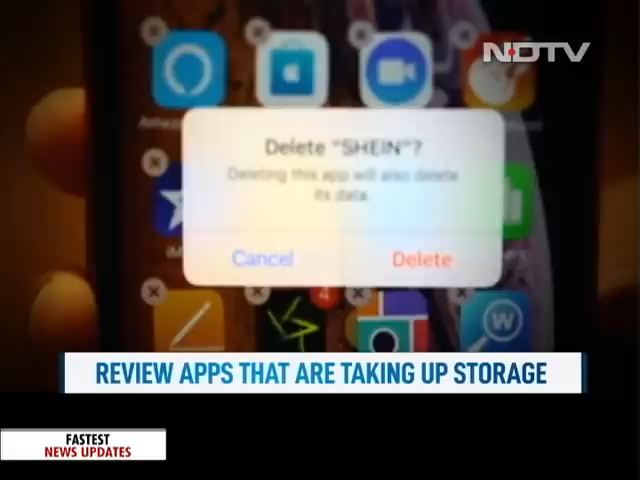 NDTV
Delete "SHEIN"?
Deleting this app will also delete
its data.
Cancel
Delete
4
W
REVIEW APPS THAT ARE TAKING UP STORAGE
FASTEST
NEWS UPDATES